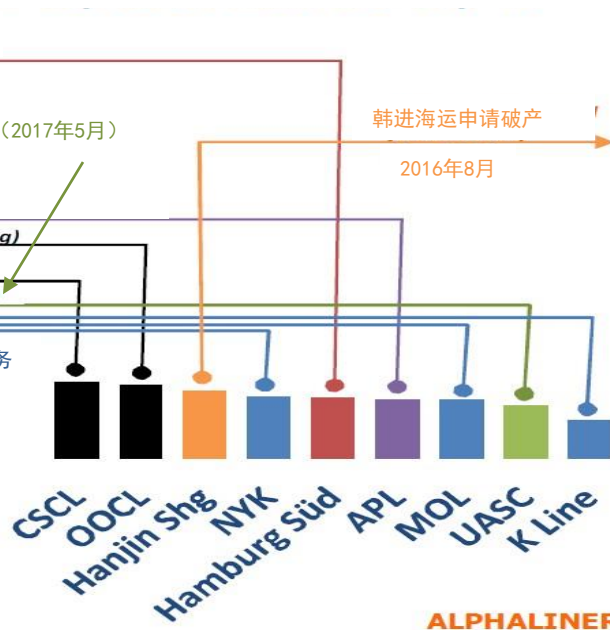 韩进海运申请破产
（2017年5月）
2016年8月
g)
务
CSCL
OOCL
Hanjin Shg
NYK
Hamburg Süd
APL
MOL
UASC
K Line
ALPHALINER